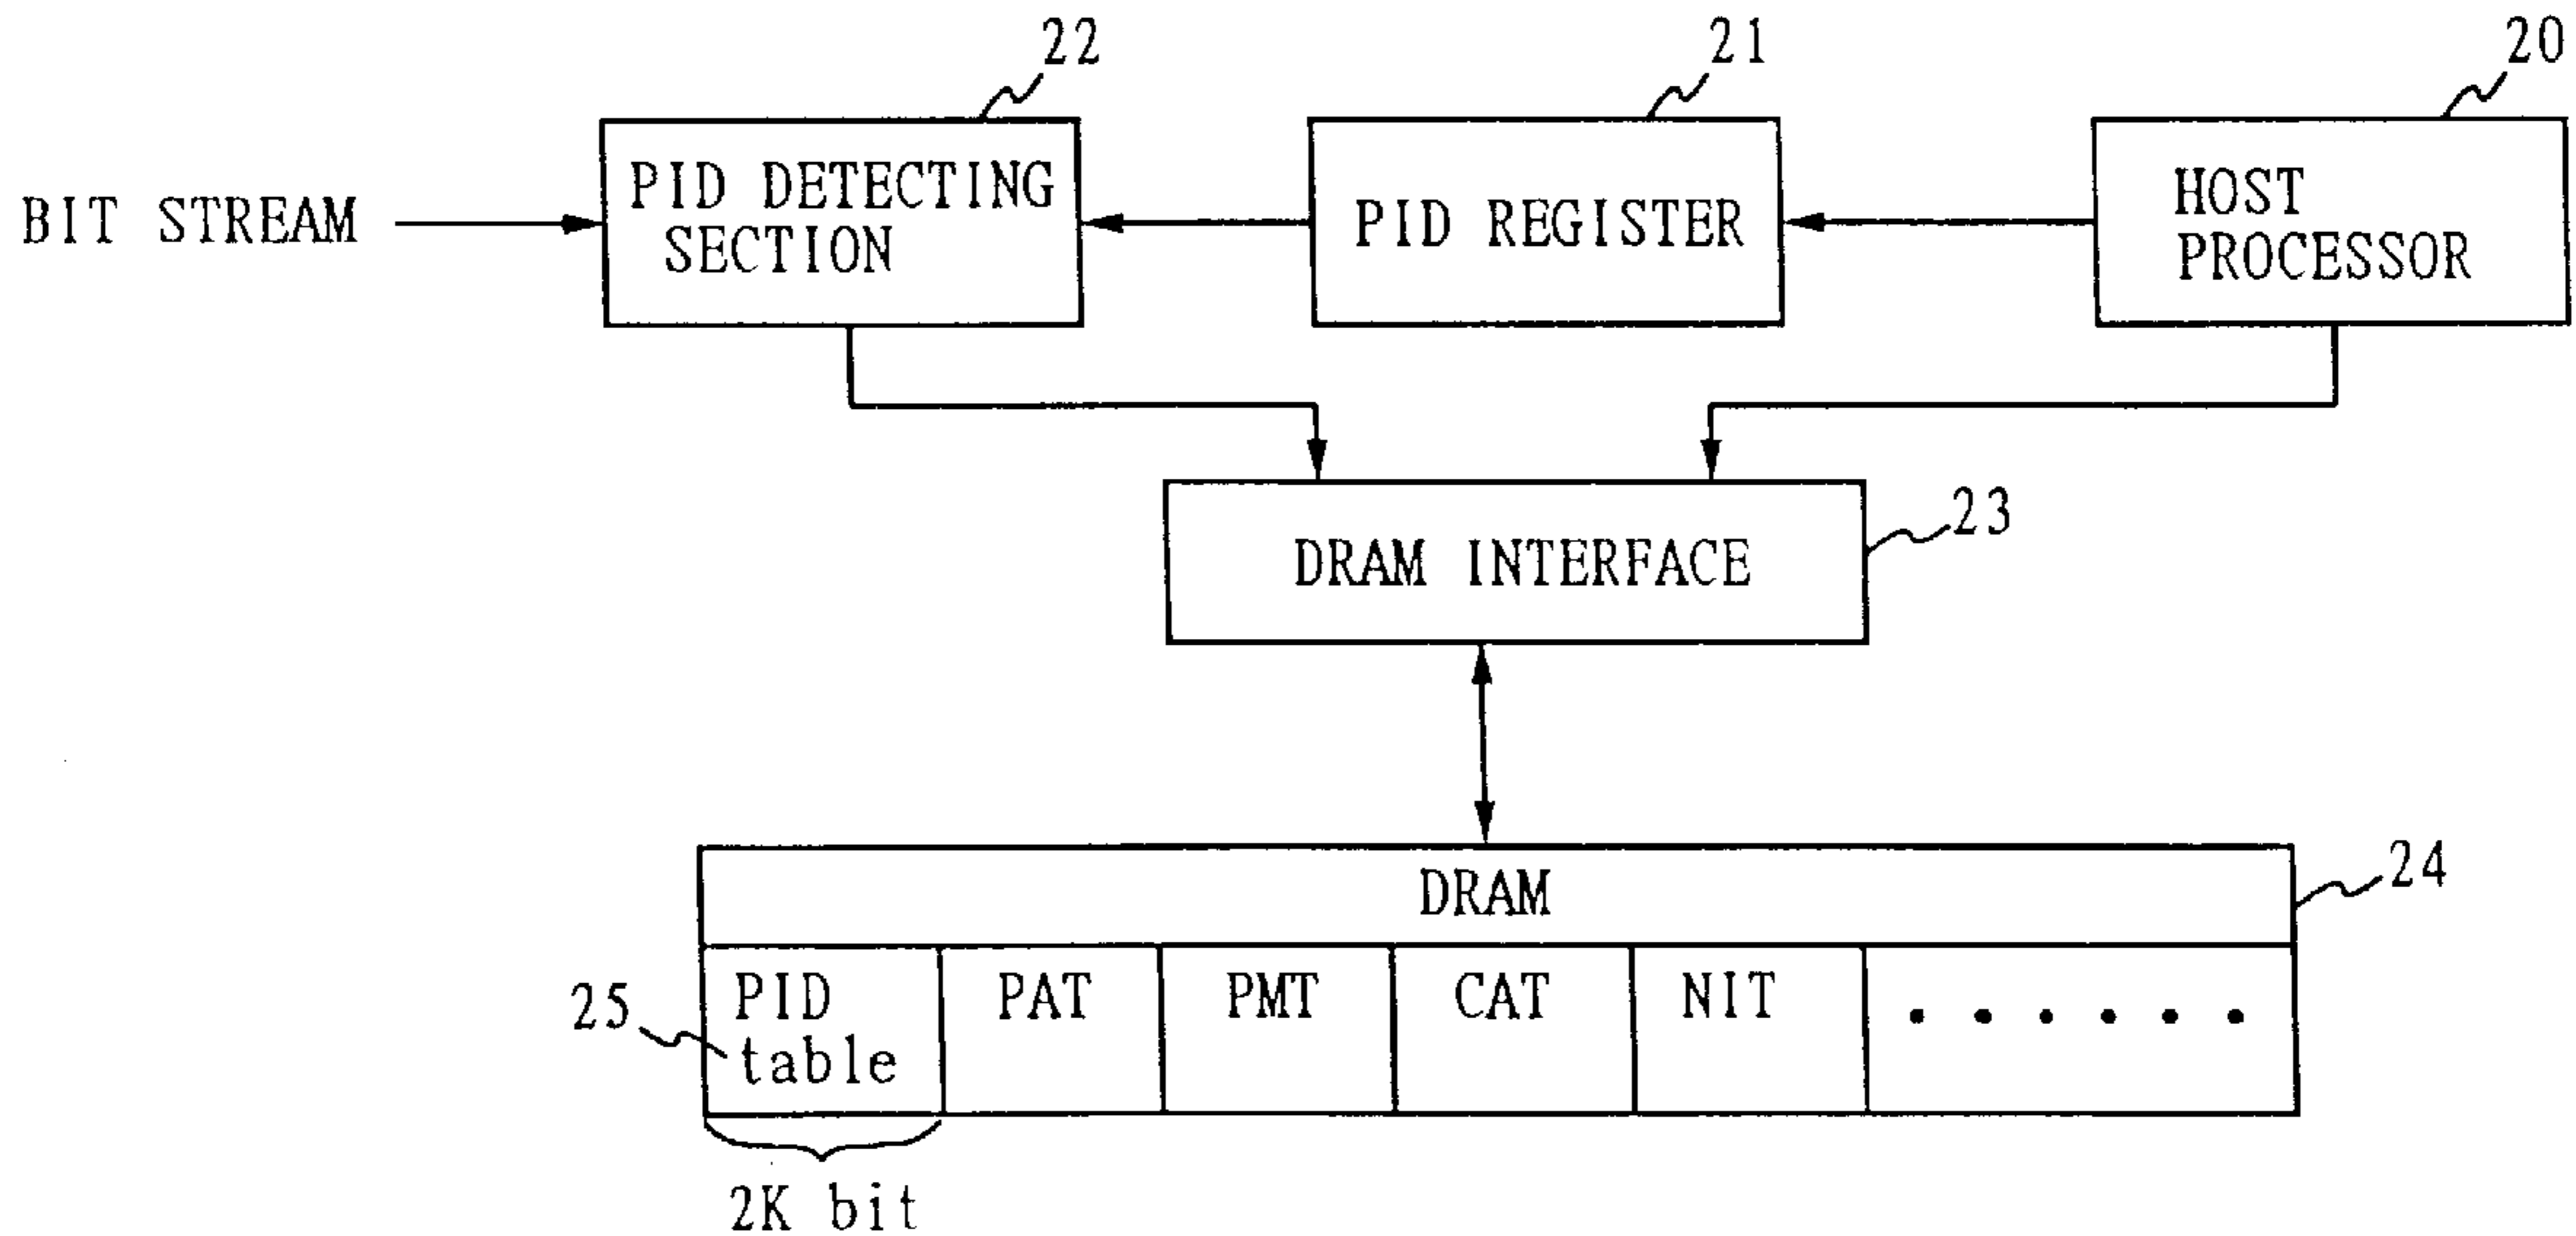 22
21
20
BIT STREAM
PID DETECTING
SECTION
PID REGISTER
HOST
PROCESSOR
23
DRAM INTERFACE
24
DRAM
25
PID
table
PAT
PMT
CAT
NIT
......
2K bit